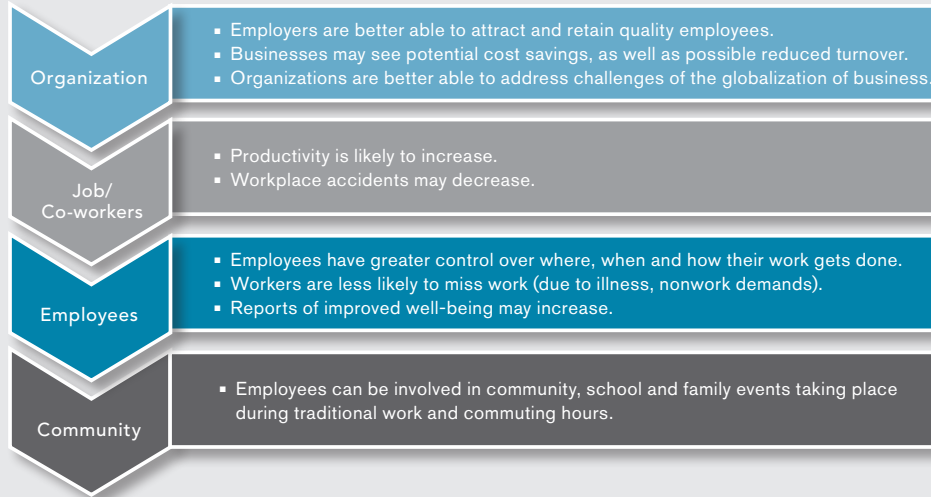 Organization
▪ Employers are better able to attract and retain quality employees.
▪ Businesses may see potential cost savings, as well as possible reduced turnover.
▪ Organizations are better able to address challenges of the globalization of business.
Job/
Co-workers
▪ Productivity is likely to increase.
▪ Workplace accidents may decrease.
Employees
▪ Employees have greater control over where, when and how their work gets done.
▪ Workers are less likely to miss work (due to illness, nonwork demands).
▪ Reports of improved well-being may increase.
Community
▪ Employees can be involved in community, school and family events taking place
during traditional work and commuting hours.